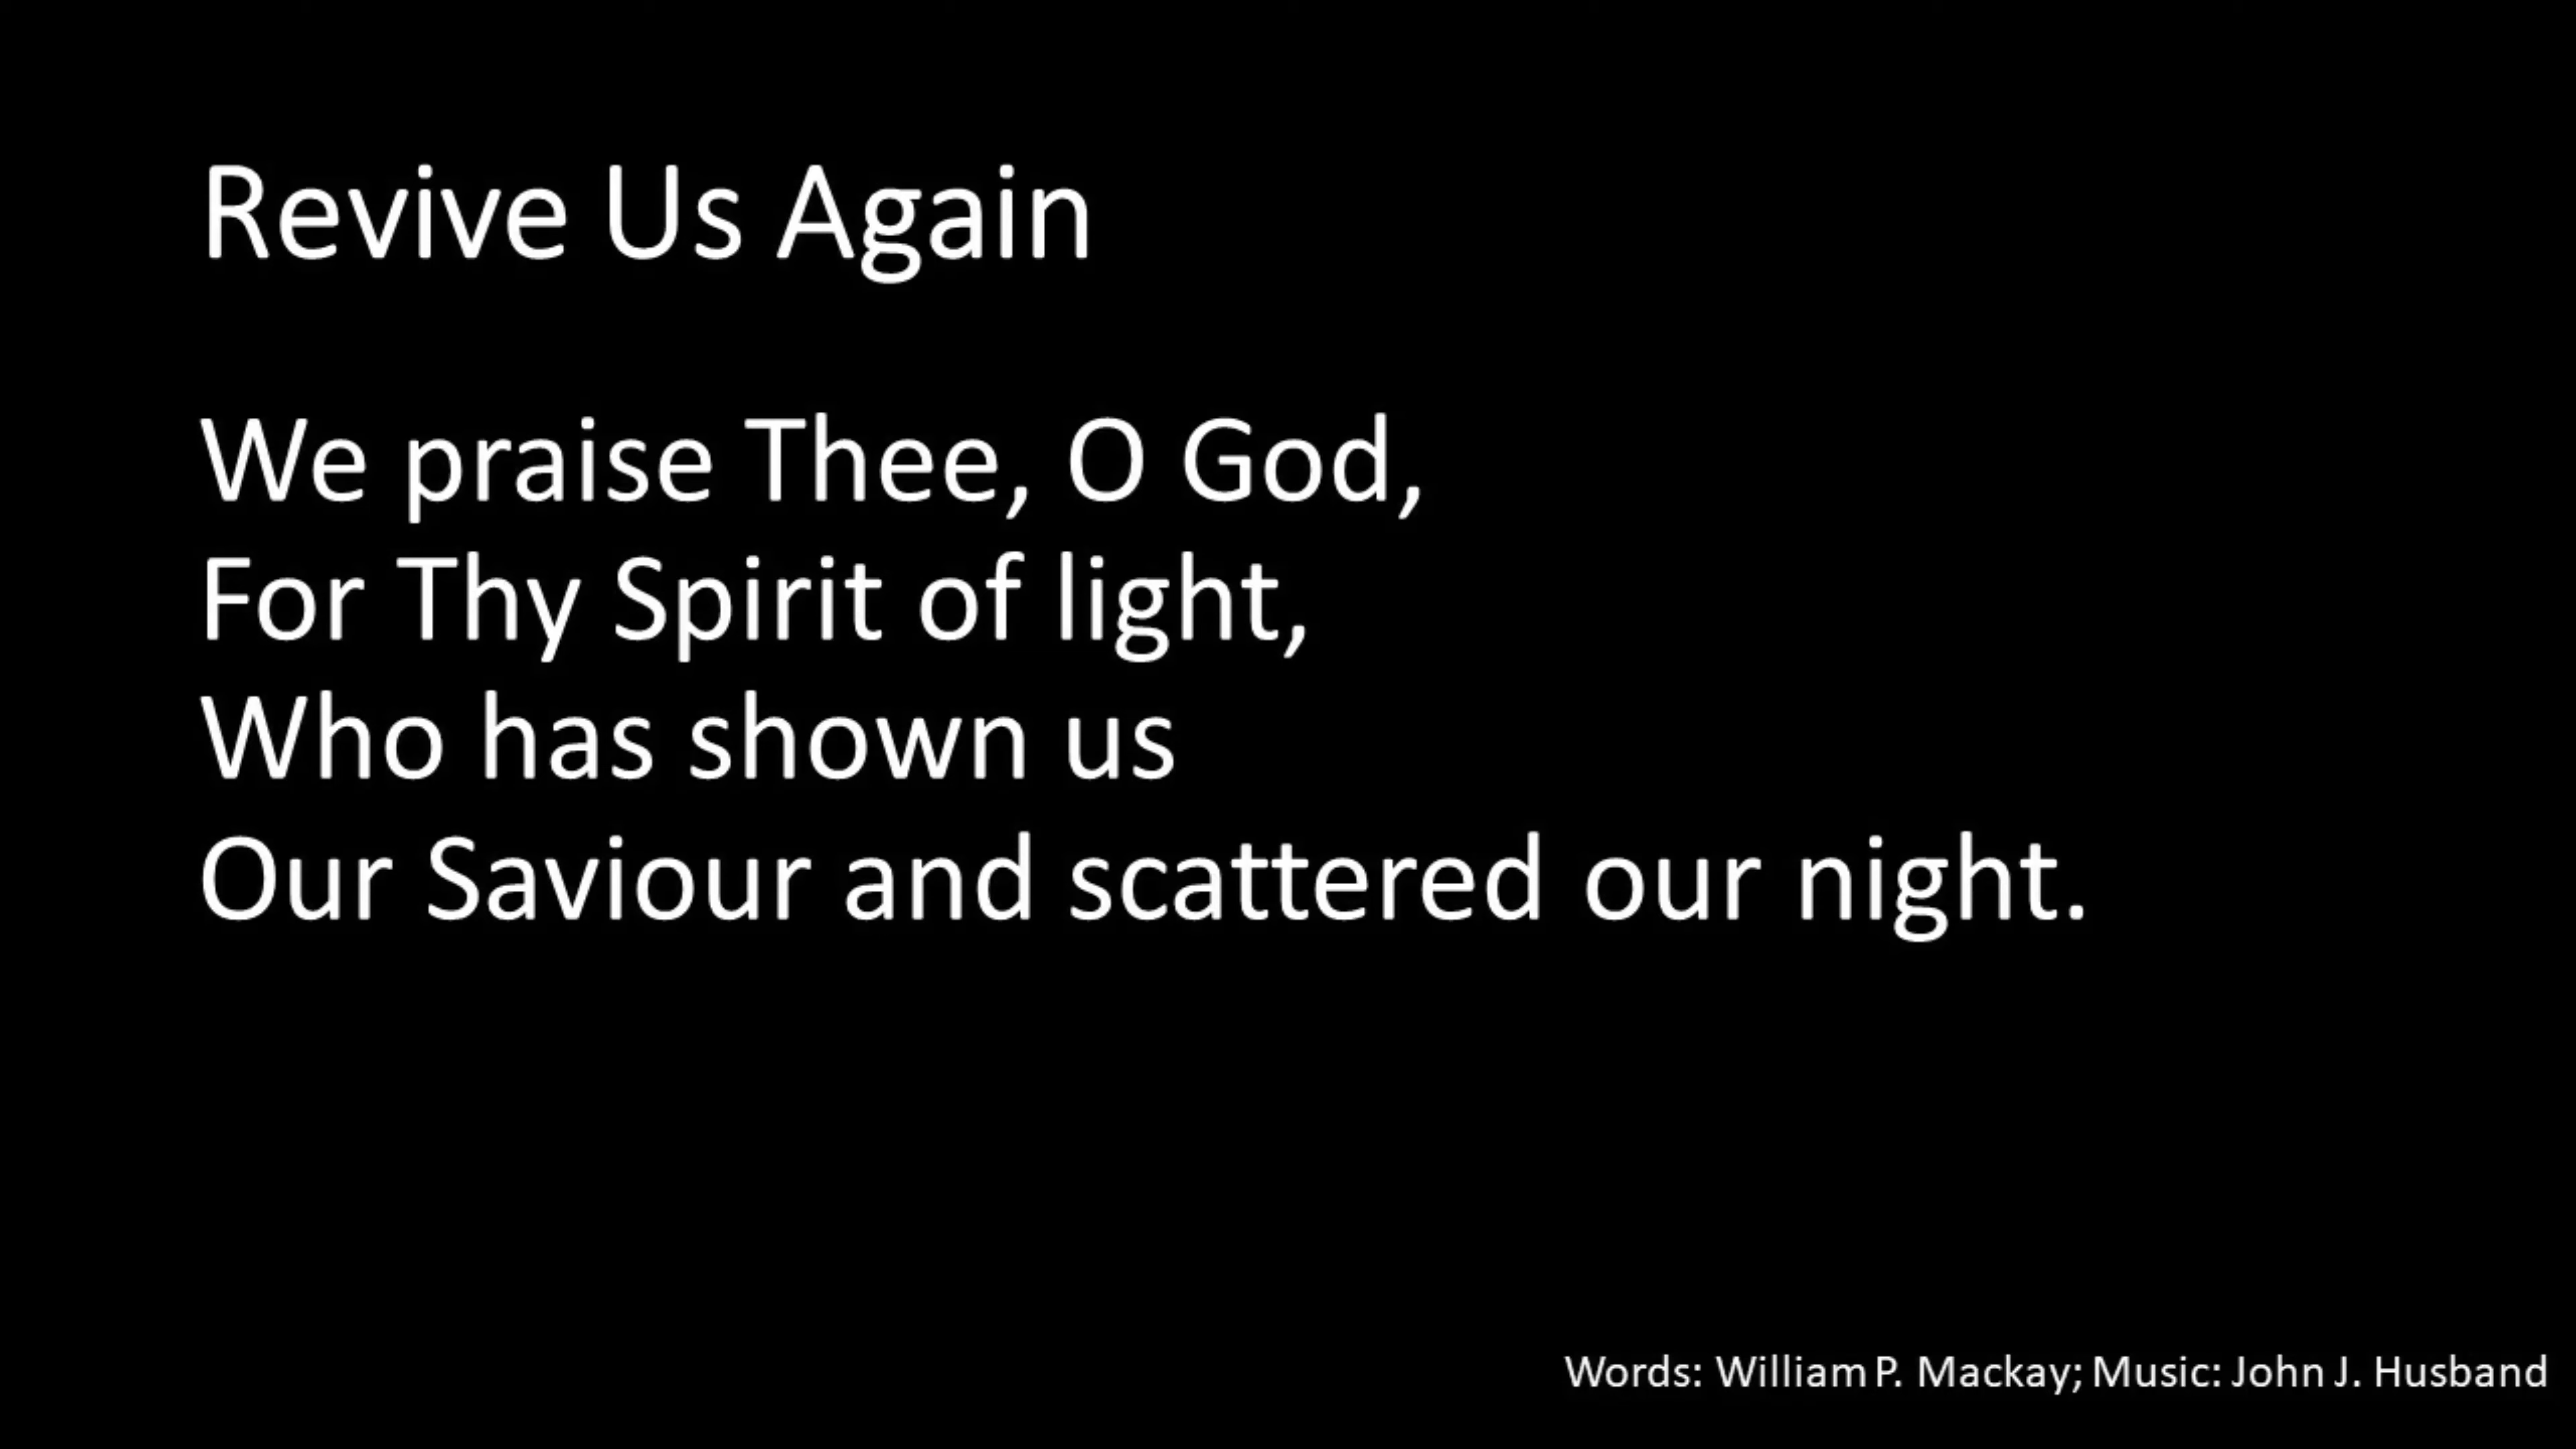 Revive Us Again
We praise Thee, O God,
For Thy Spirit of light,
Who has shown us
Our Saviour and scattered our night.
Words: William P. Mackay; Music: John J. Husband